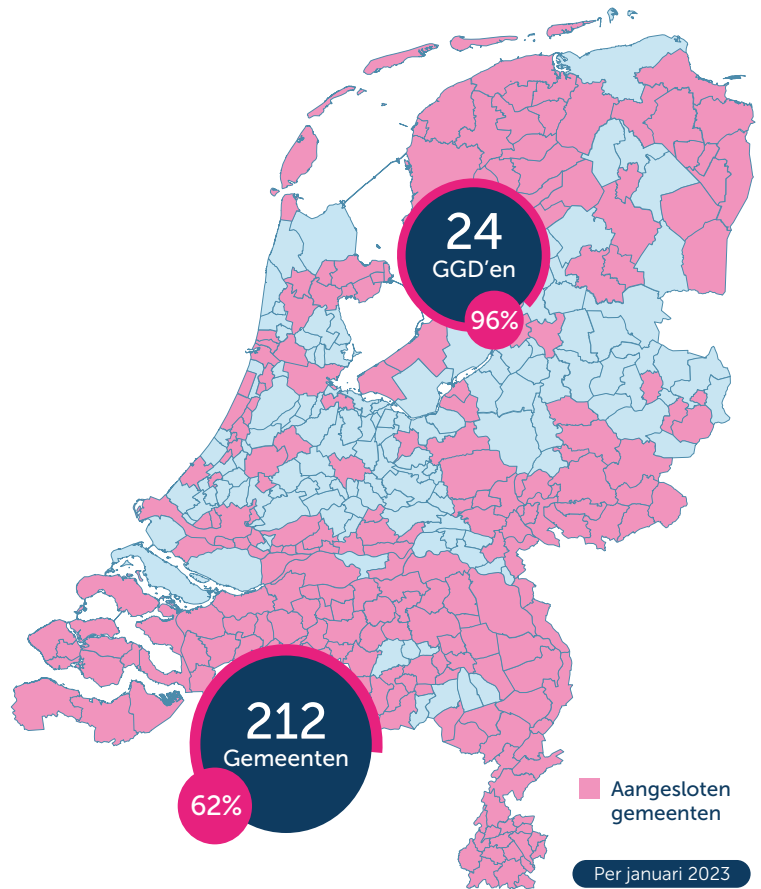 24
GGD'en
96%
212
Gemeenten
62%
Aangesloten
gemeenten
Per januari 2023